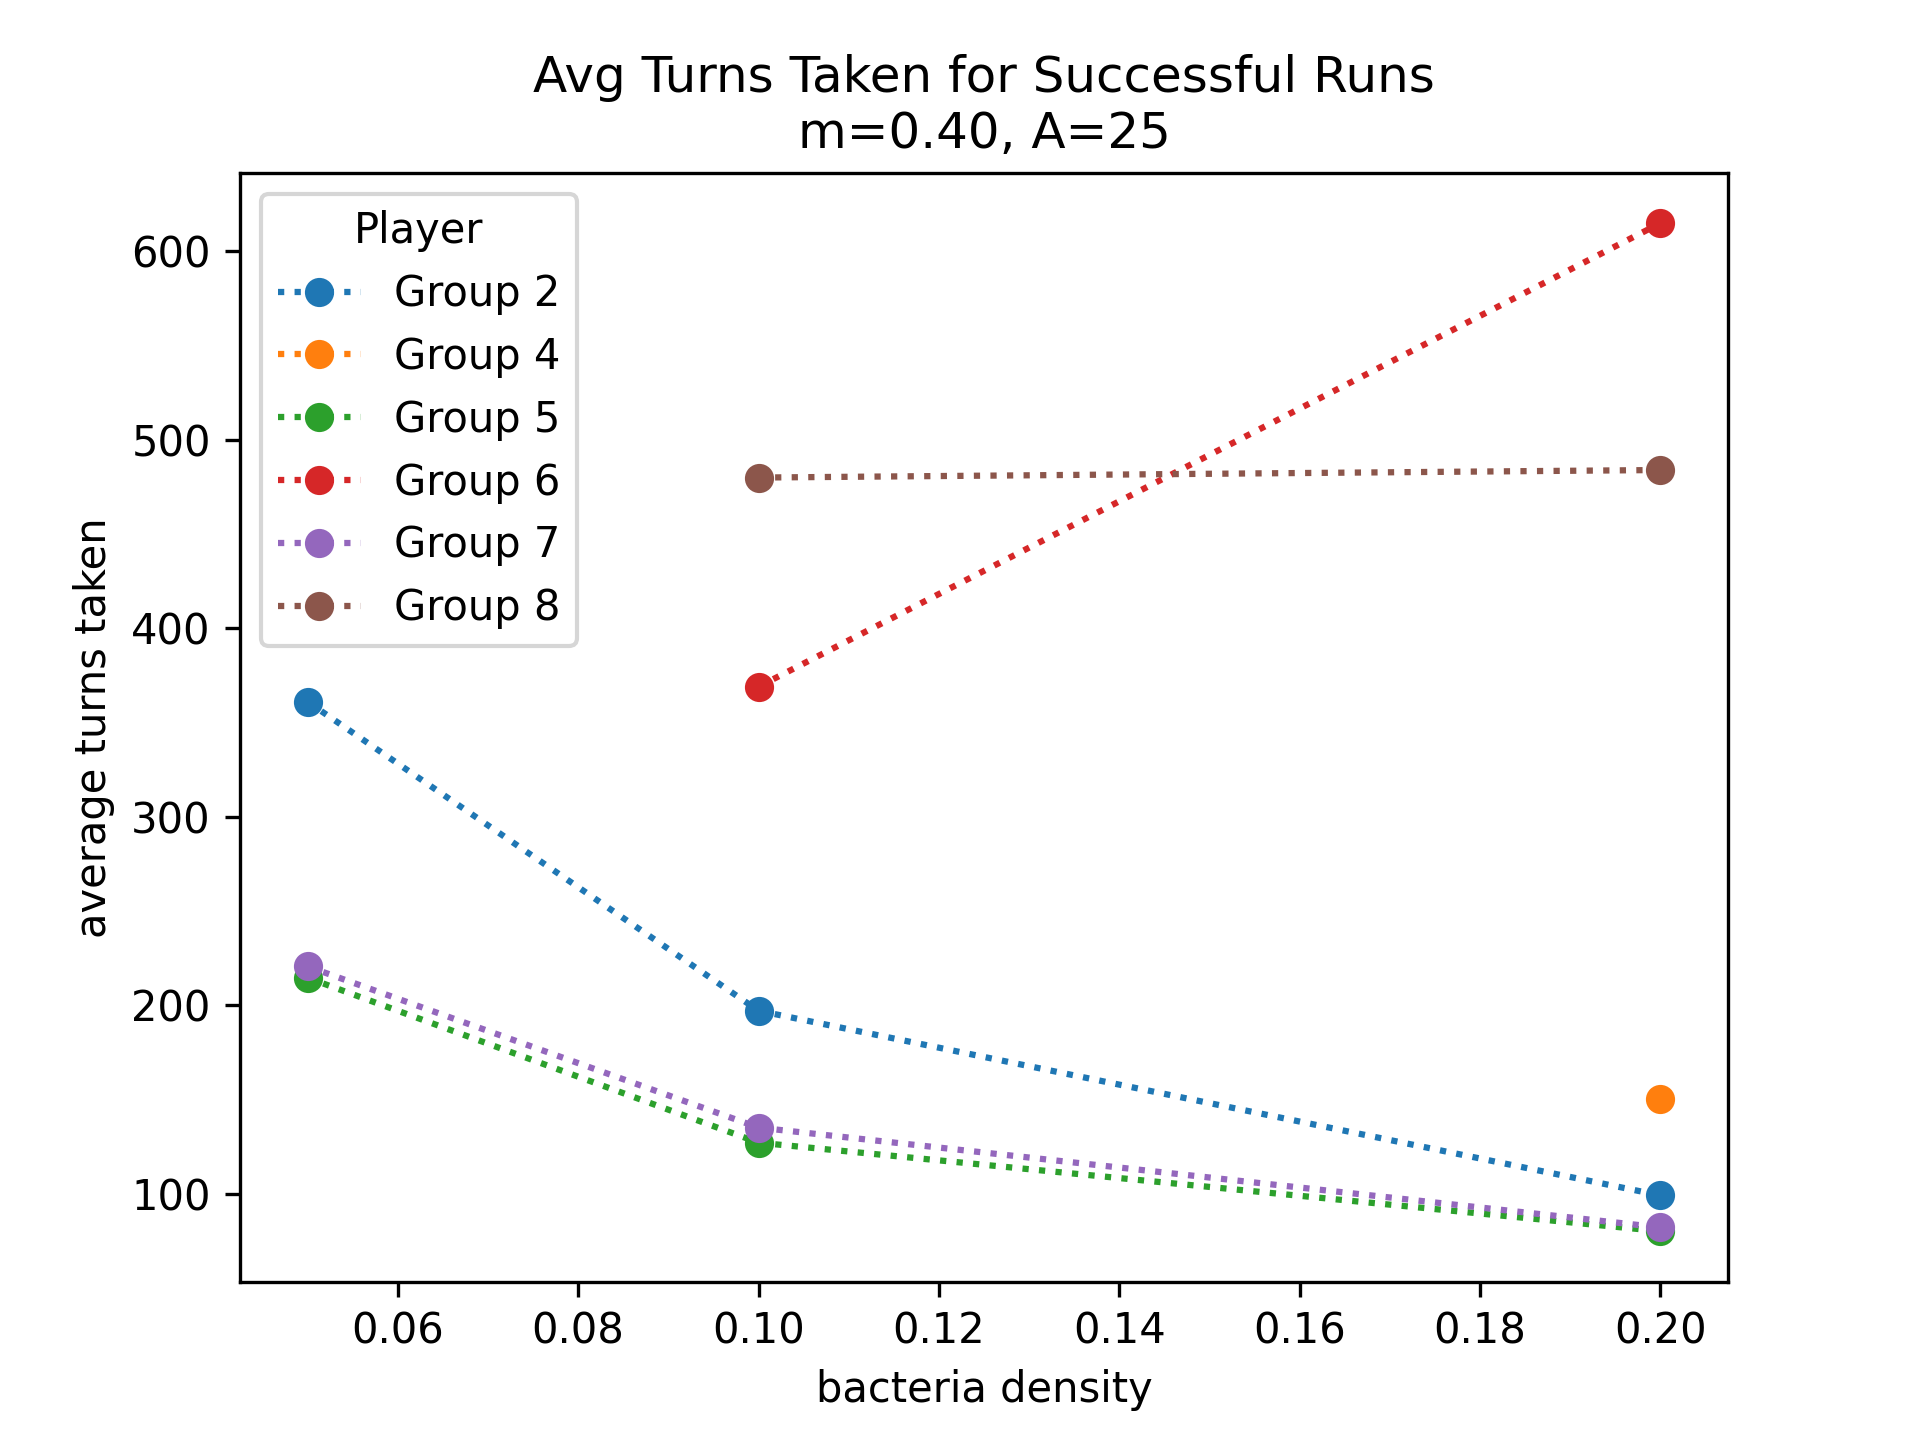 Avg Turns Taken for Successful Runs
m=0.40, A=25
Player
Group 2
Group 4
Group 5
Group 6
Group 7
Group 8
600
500
400
300
200
100
average turns taken
0.06 0.08 0.10 0.12 0.14 0.16 0.18 0.20
bacteria density